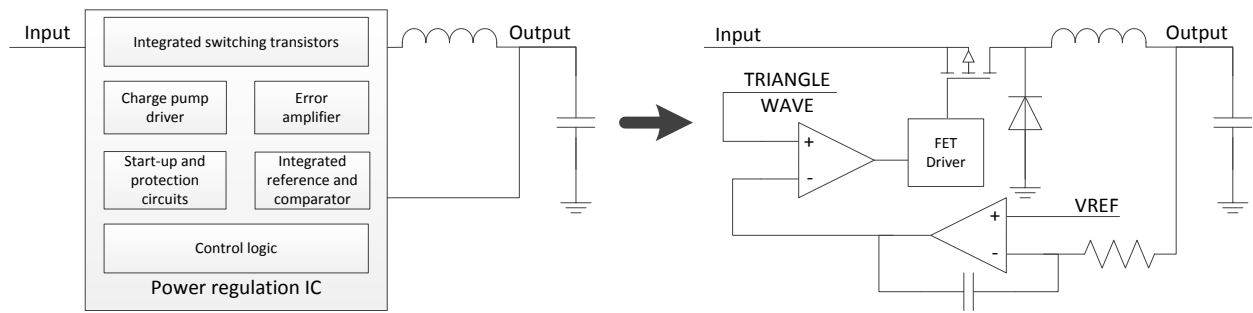 Input
Integrated switching transistors
Output
Charge pump
driver
Error
amplifier
Start-up and
protection
circuits
Integrated
reference and
comparator
Control logic
Power regulation IC
Input
Output
TRIANGLE
WAVE
+
-
FET
Driver
+
-
VREF